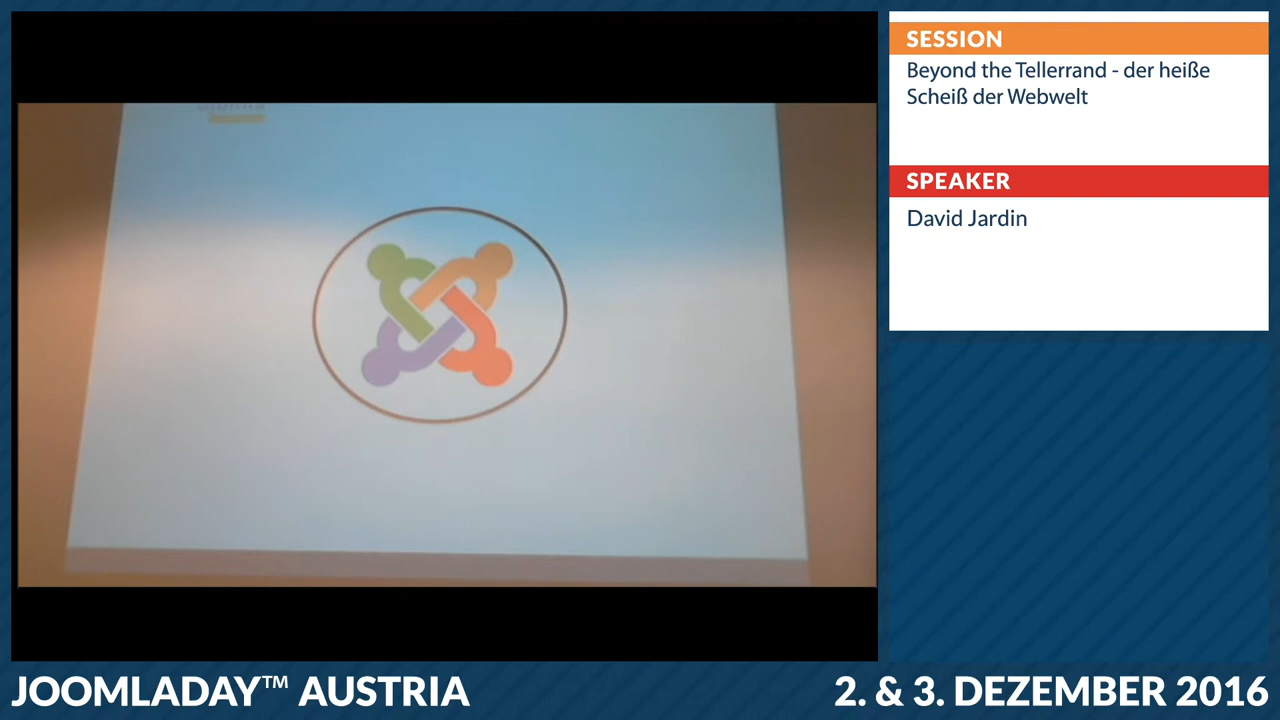 SESSION
Beyond the Tellerrand - der heiße
Scheiß der Webwelt
SPEAKER
David Jardin
JOOMLADAY™ AUSTRIA
2. & 3. DEZEMBER 2016